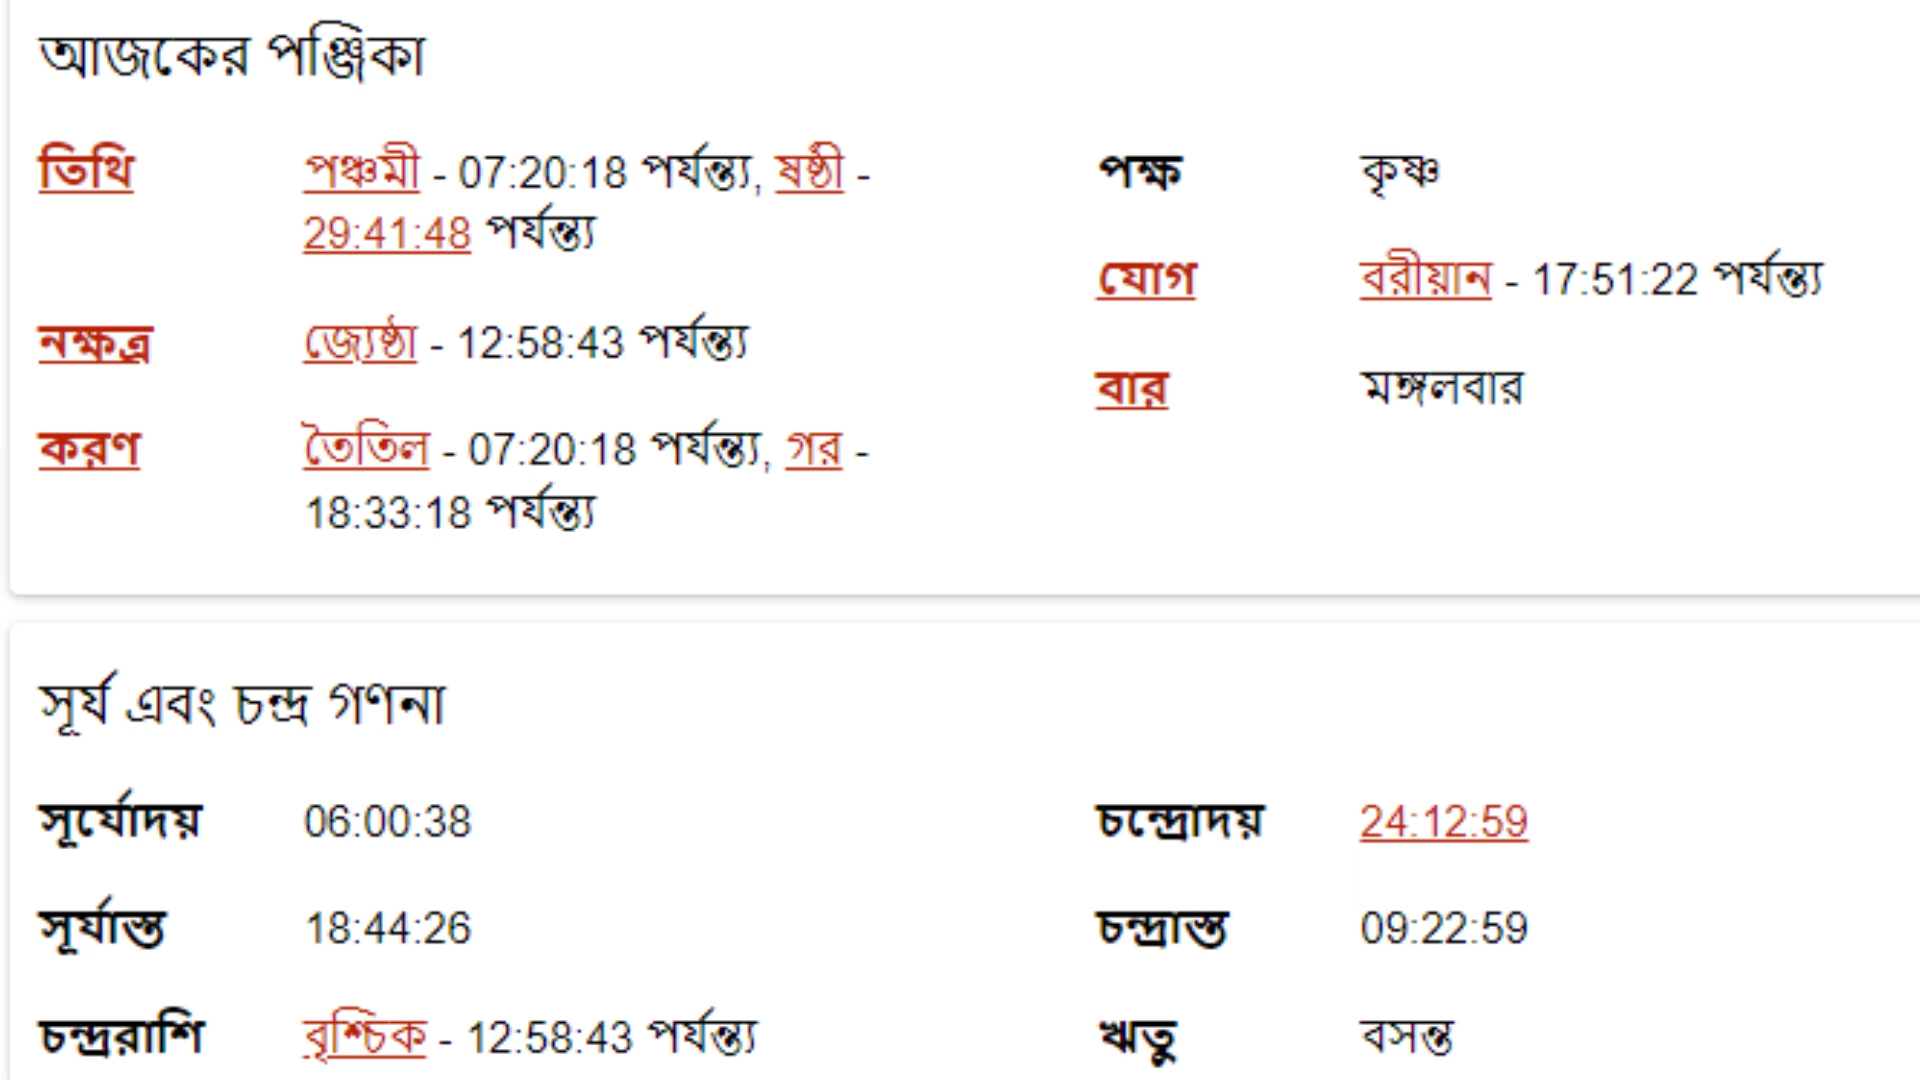 আজকের পঞ্জিকা
তিথি পঞ্চমী - 07:20:18 পর্যন্ত্য, ষষ্ঠী -
29:41:48 পর্যন্ত্য
নক্ষত্র জ্যেষ্ঠা - 12:58:43 পর্যন্ত্য
করণ তৈতিল - 07:20:18 পর্যন্ত্য, গর -
18:33:18 পর্যন্ত্য
পক্ষ কৃষ্ণ
যোগ বরীয়ান - 17:51:22 পর্যন্ত্য
বার মঙ্গলবার
সূর্য এবং চন্দ্র গণনা
সূর্যোদয় 06:00:38
সূর্যাস্ত 18:44:26
চন্দ্ররাশি বৃশ্চিক - 12:58:43 পর্যন্ত্য
চন্দ্রোদয় 24:12:59
চন্দ্রাস্ত 09:22:59
ঋতু বসন্ত